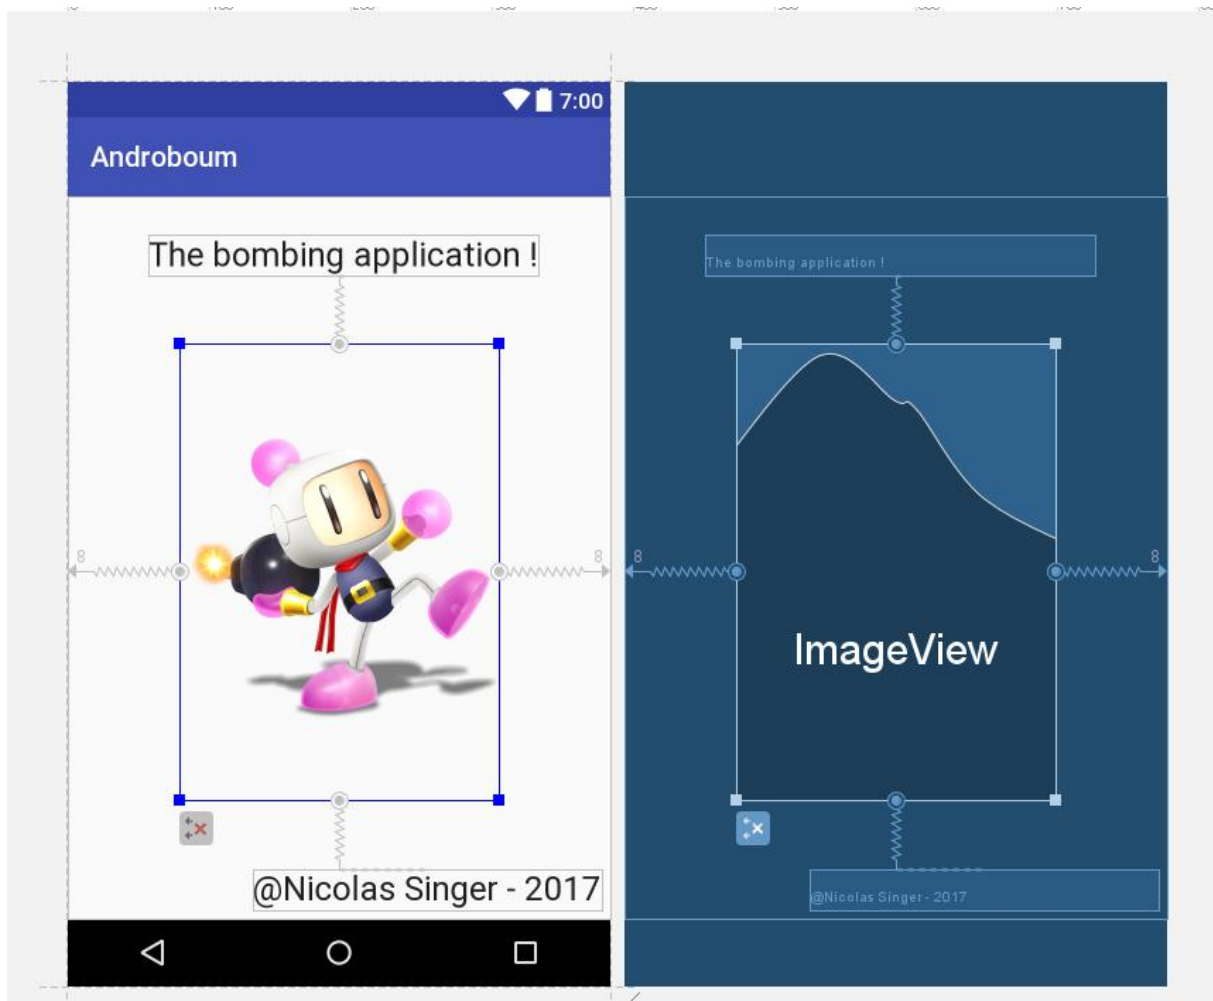 7:00
Androboum
The bombing application !
The bombing application !
8
8
8
8
ImageView
@Nicolas Singer - 2017
@Nicolas Singer - 2017